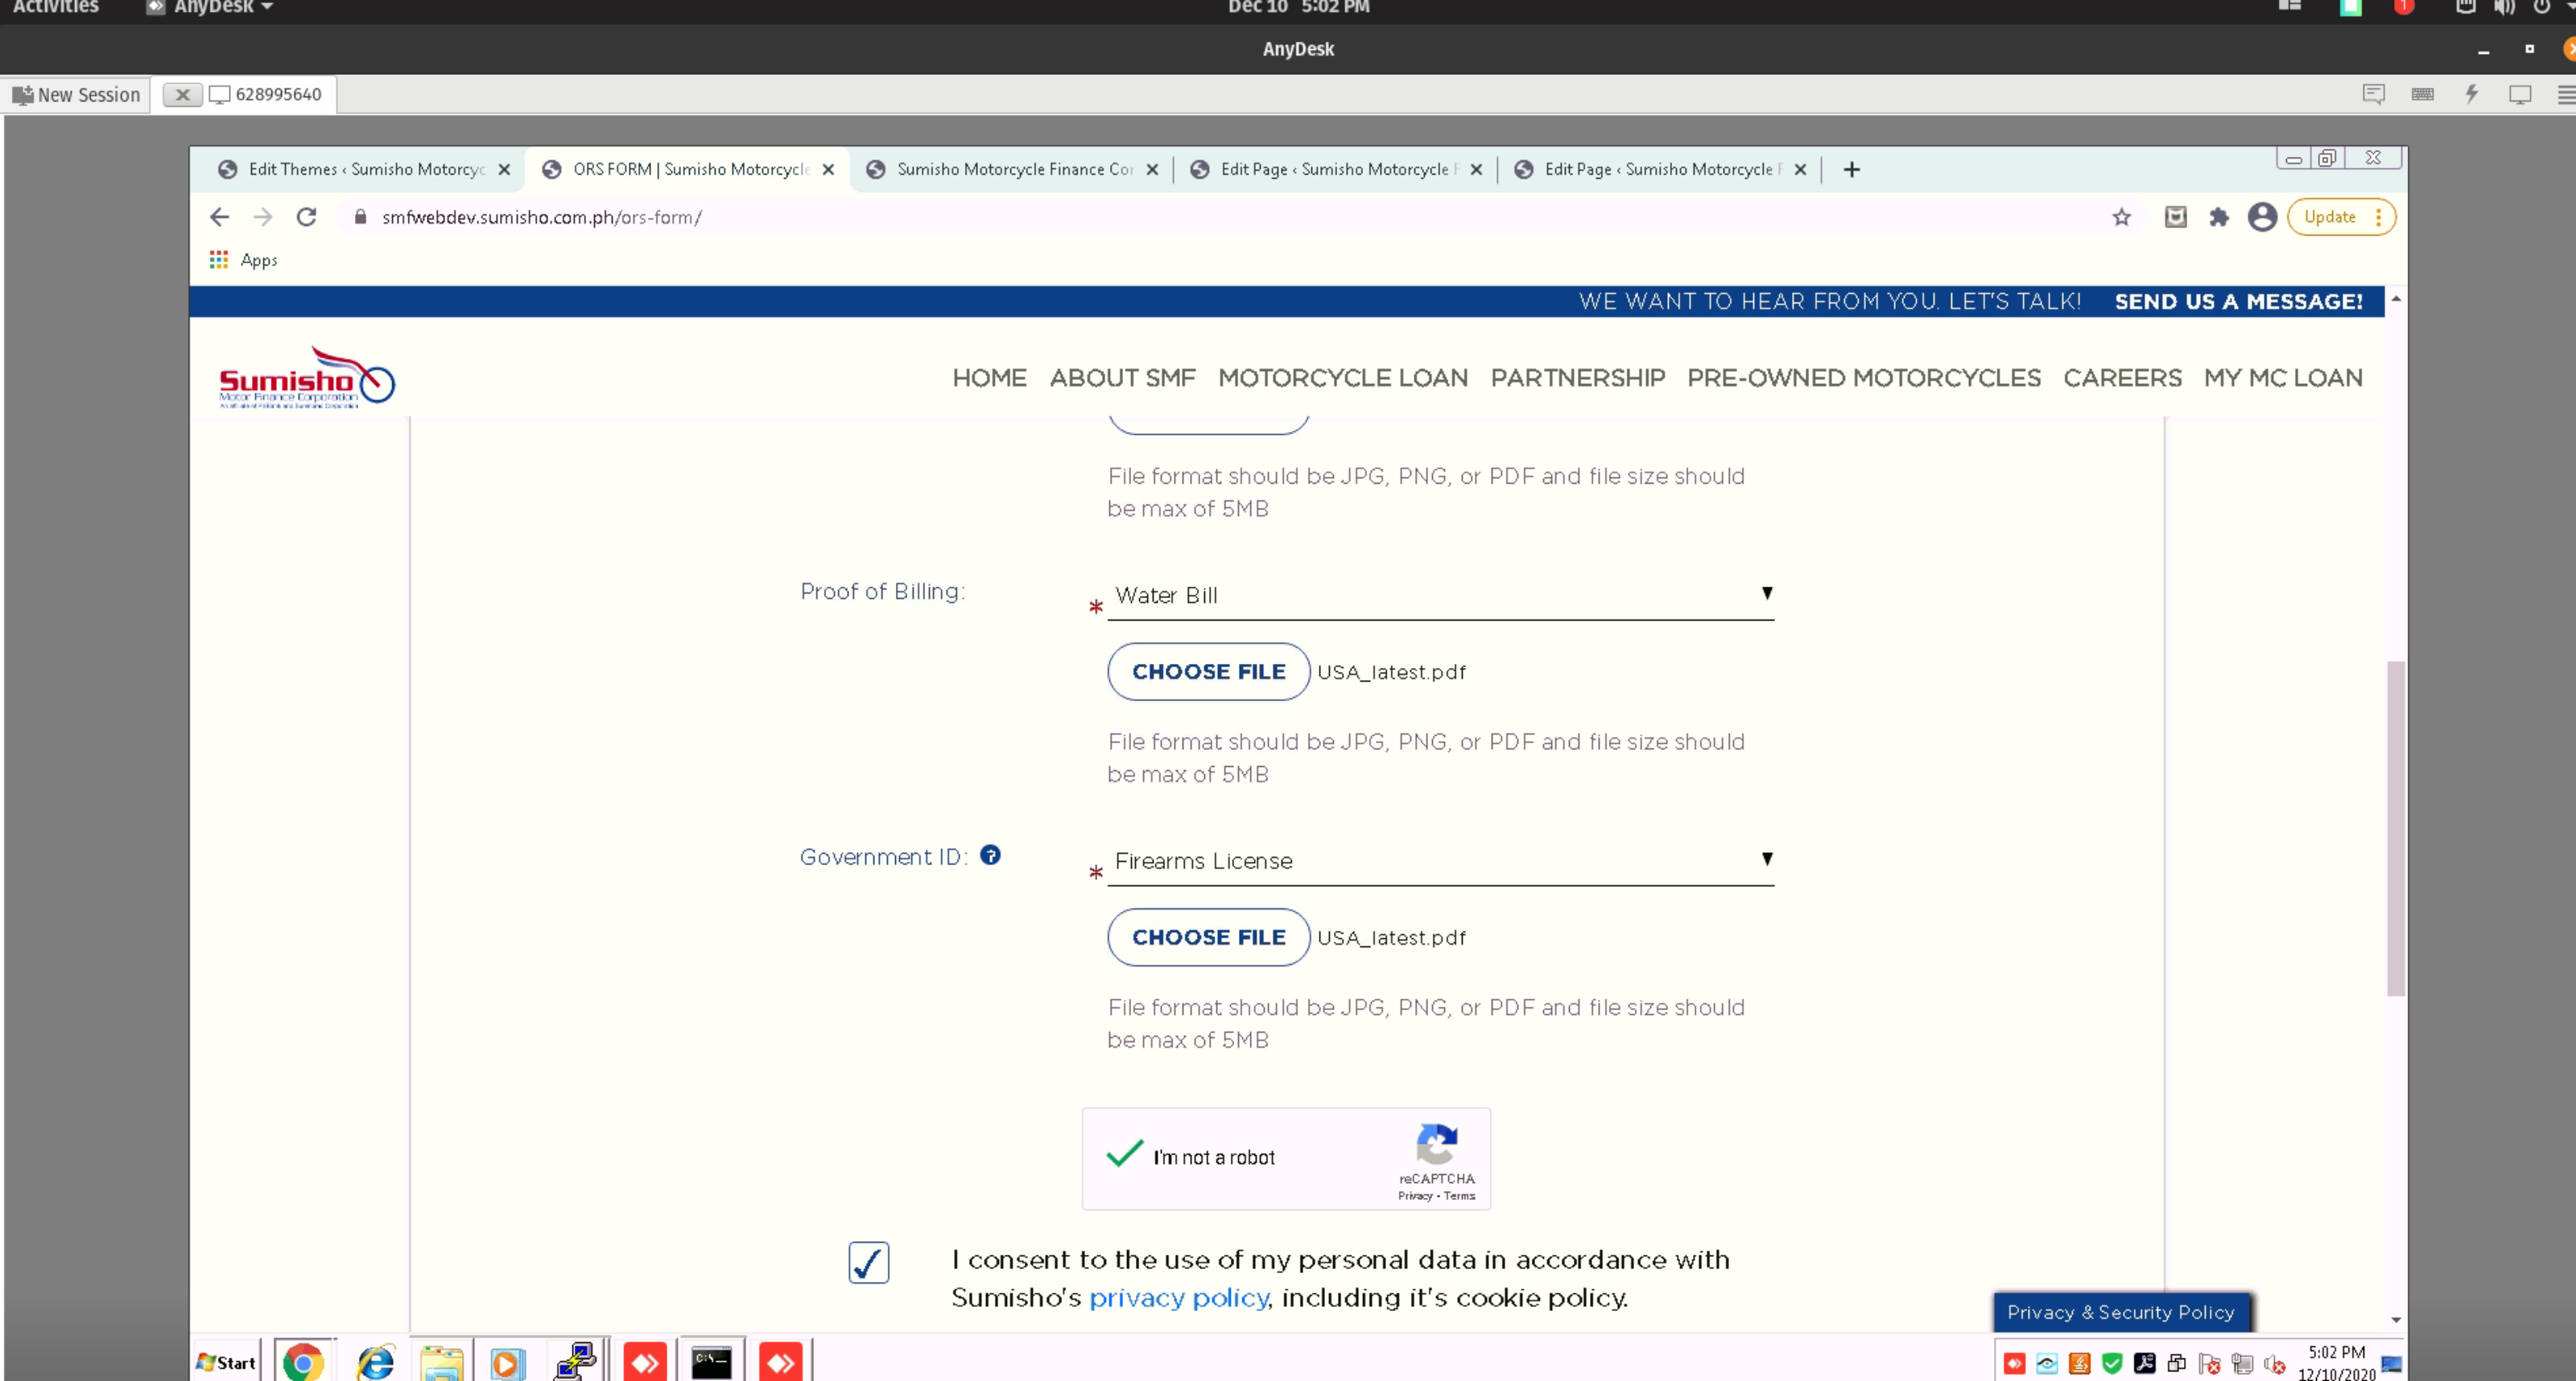 Activities
AnyDesk
Dec 10 5:02 PM
1
AnyDesk
New Session
628995640
Edit Themes ‹ Sumisho Motorcyc
ORS FORM | Sumisho Motorcycle
Sumisho Motorcycle Finance Cor
Edit Page ‹ Sumisho Motorcycle F
Edit Page ‹ Sumisho Motorcycle F
smfwebdev.sumisho.com.ph/ors-form/
Update
Apps
WE WANT TO HEAR FROM YOU. LET'S TALK! SEND US A MESSAGE!
Sumisho
Motor Finance Corporation
HOME ABOUT SMF MOTORCYCLE LOAN PARTNERSHIP PRE-OWNED MOTORCYCLES CAREERS MY MC LOAN
File format should be JPG, PNG, or PDF and file size should
be max of 5MB
Proof of Billing:
* Water Bill
CHOOSE FILE USA_latest.pdf
File format should be JPG, PNG, or PDF and file size should
be max of 5MB
Government ID: ?
* Firearms License
CHOOSE FILE USA_latest.pdf
File format should be JPG, PNG, or PDF and file size should
be max of 5MB
I'm not a robot
reCAPTCHA
Privacy - Terms
I consent to the use of my personal data in accordance with
Sumisho's privacy policy, including it's cookie policy.
Privacy & Security Policy
Start
C:\_
5:02 PM
12/10/2020